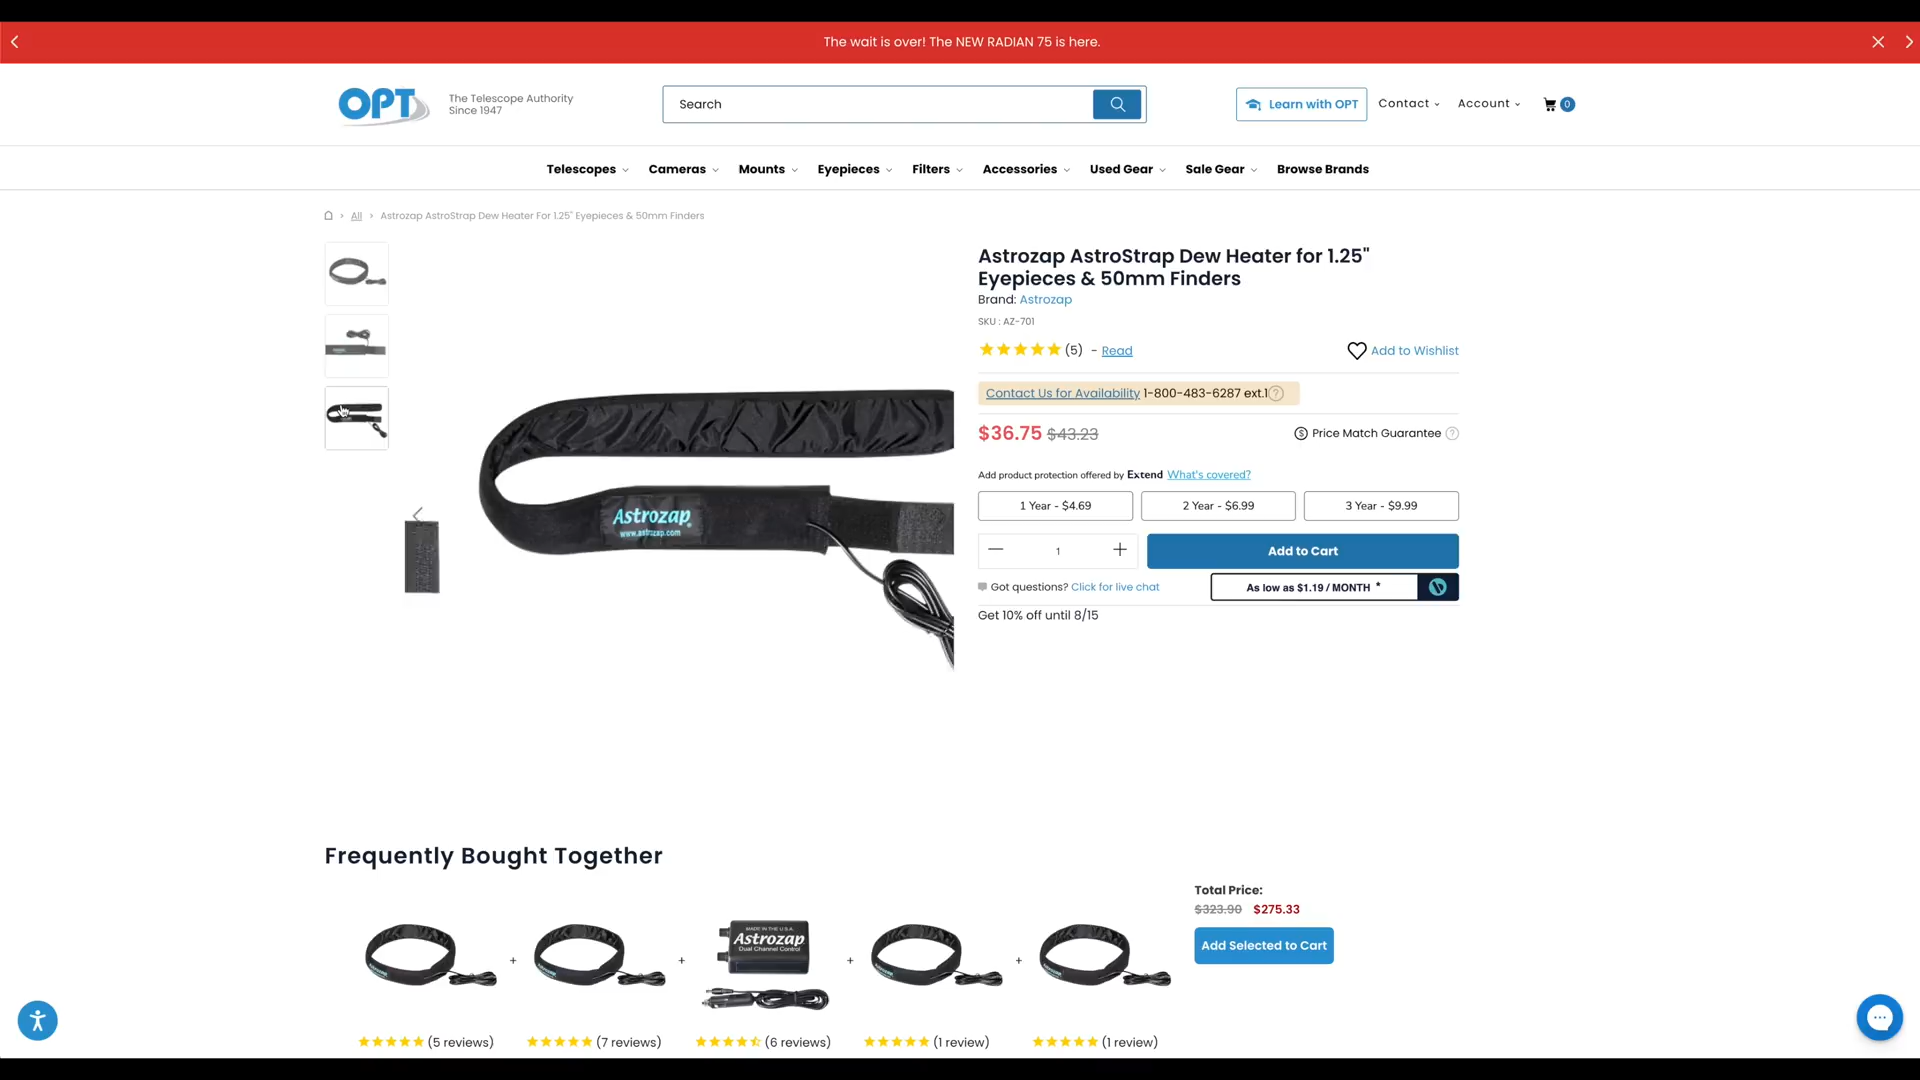 The wait is over! The NEW RADIAN 75 is here.
OPT
The Telescope Authority
Since 1947
Search
Learn with OPT
Contact
Account
0
Telescopes
Cameras
Mounts
Eyepieces
Filters
Accessories
Used Gear
Sale Gear
Browse Brands
> All > Astrozap AstroStrap Dew Heater For 1.25" Eyepieces & 50mm Finders
Astrozap AstroStrap Dew Heater for 1.25"
Eyepieces & 50mm Finders
Brand: Astrozap
SKU : AZ-701
(5) - Read
Add to Wishlist
Contact Us for Availability 1-800-483-6287 ext.1
?
$36.75 $43.23
Price Match Guarantee ?
Add product protection offered by Extend What's covered?
1 Year - $4.69
2 Year - $6.99
3 Year - $9.99
1
Add to Cart
Got questions? Click for live chat
As low as $1.19 / MONTH *
Get 10% off until 8/15
Astrozap
www.astrozap.com
Frequently Bought Together
MADE IN THE U.S.A.
Astrozap
Dual Channel Control
+
+
+
+
(5 reviews)
(7 reviews)
(6 reviews)
(1 review)
(1 review)
Total Price:
$323.90 $275.33
Add Selected to Cart